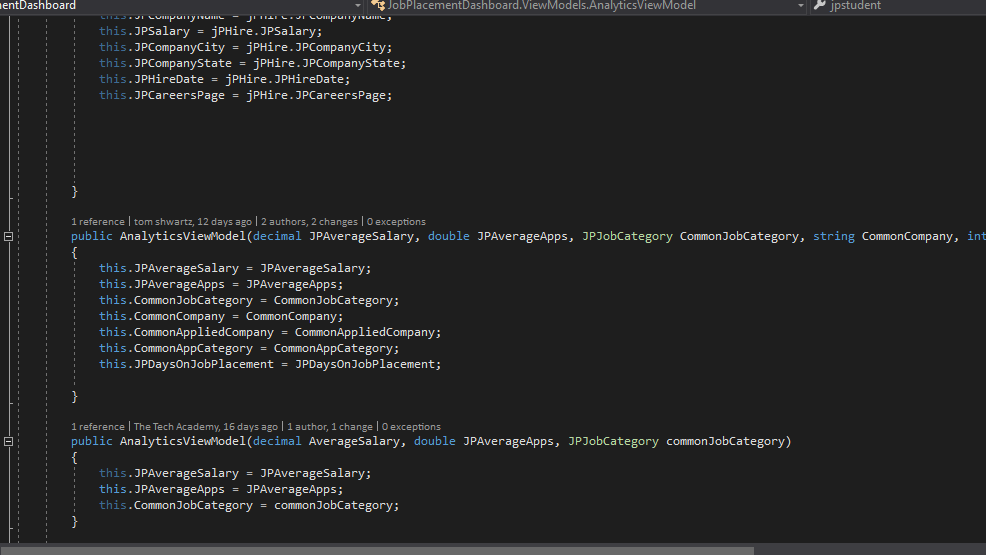 mentDashboard JobPlacementDashboard.ViewModels.AnalyticsViewModel jpstudent
this.JPCompanyName = jPHire.JPCompanyName;
this.JPSalary = jPHire.JPSalary;
this.JPCompanyCity = jPHire.JPCompanyCity;
this.JPCompanyState = jPHire.JPCompanyState;
this.JPHireDate = jPHire.JPHireDate;
this.JPCareersPage = jPHire.JPCareersPage;
}
1 reference | tom shwartz, 12 days ago | 2 authors, 2 changes | 0 exceptions
public AnalyticsViewModel(decimal JPAverageSalary, double JPAverageApps, JPJobCategory CommonJobCategory, string CommonCompany, int
{
this.JPAverageSalary = JPAverageSalary;
this.JPAverageApps = JPAverageApps;
this.CommonJobCategory = CommonJobCategory;
this.CommonCompany = CommonCompany;
this.CommonAppliedCompany = CommonAppliedCompany;
this.CommonAppCategory = CommonAppCategory;
this.JPDaysOnJobPlacement = JPDaysOnJobPlacement;
}
1 reference | The Tech Academy, 16 days ago | 1 author, 1 change | 0 exceptions
public AnalyticsViewModel(decimal AverageSalary, double JPAverageApps, JPJobCategory commonJobCategory)
{
this.JPAverageSalary = JPAverageSalary;
this.JPAverageApps = JPAverageApps;
this.CommonJobCategory = commonJobCategory;
}